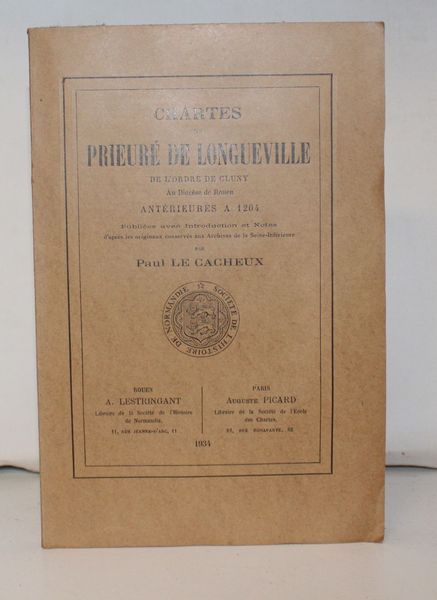 CHARTES
DU
PRIEURÉ DE LONGUEVILLE
DE L'ORDRE DE CLUNY
Au Diocèse de Rouen
ANTÉRIEURES A 1204
Publiées avec Introduction et Notes
d'après les originaux conservés aux Archives de la Seine-Inférieure
PAR
PAUL LE CACHEUX
SOCIÉTÉ DE L'HISTOIRE DE NORMANDIE
ROUEN
A. LESTRINGANT
Libraire de la Société de l'Histoire
de Normandie,
11, RUE JEANNE-D'ARC, 11
PARIS
AUGUSTE PICARD
Libraire de la Société de l'Ecole
des Chartes,
82, RUE BONAPARTE, 82
1934